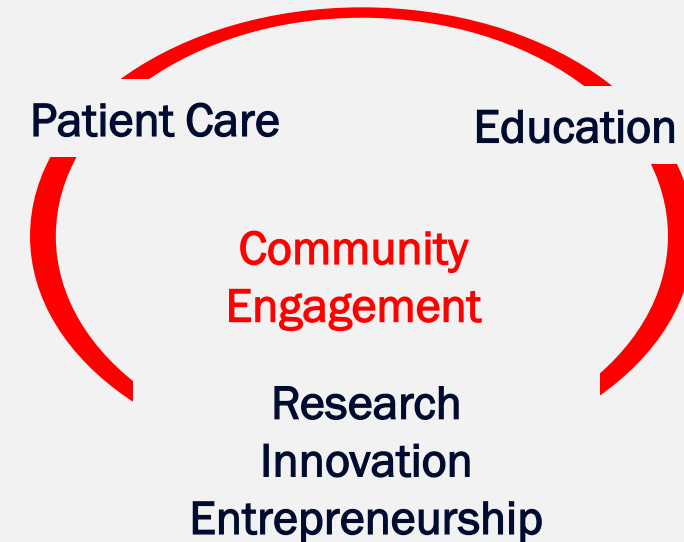 Patient Care
Education
Community
Engagement
Research
Innovation
Entrepreneurship